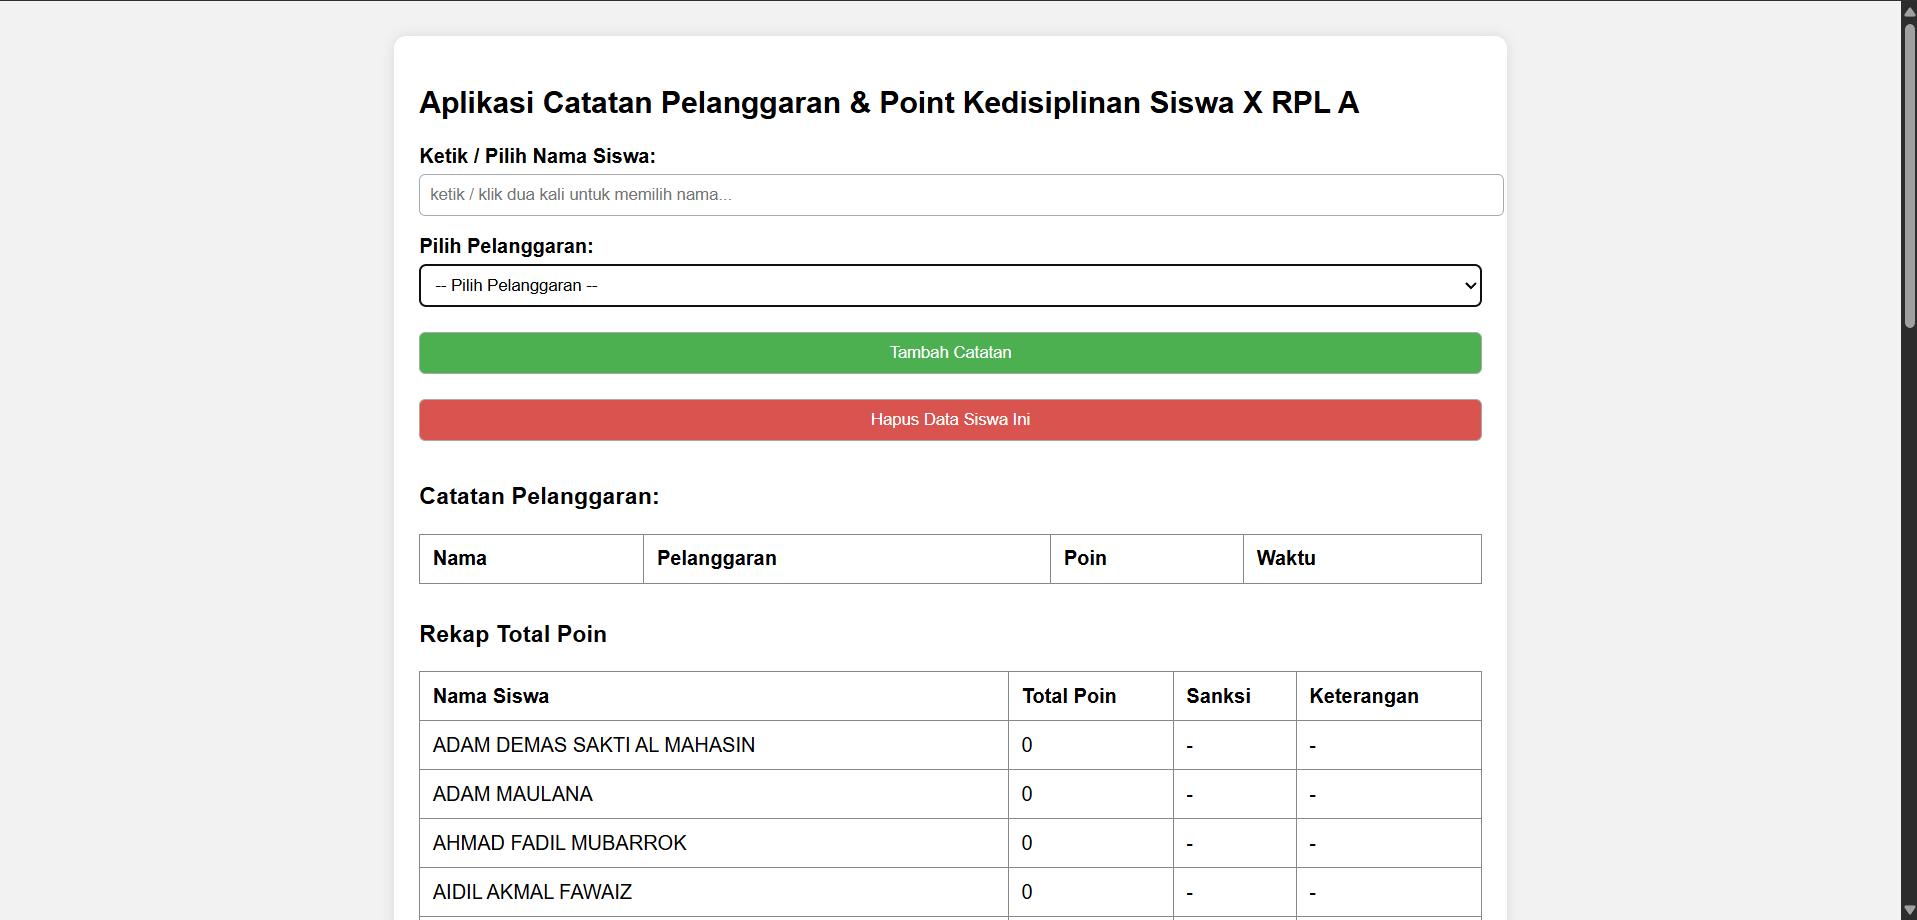 Aplikasi Catatan Pelanggaran & Point Kedisiplinan Siswa X RPL A
Ketik / Pilih Nama Siswa:
ketik / klik dua kali untuk memilih nama...
Pilih Pelanggaran:
-- Pilih Pelanggaran --
Tambah Catatan
Hapus Data Siswa Ini
Catatan Pelanggaran:
Nama Pelanggaran Poin Waktu
Rekap Total Poin
Nama Siswa Total Poin Sanksi Keterangan
ADAM DEMAS SAKTI AL MAHASIN 0 - -
ADAM MAULANA 0 - -
AHMAD FADIL MUBARROK 0 - -
AIDIL AKMAL FAWAIZ 0 - -